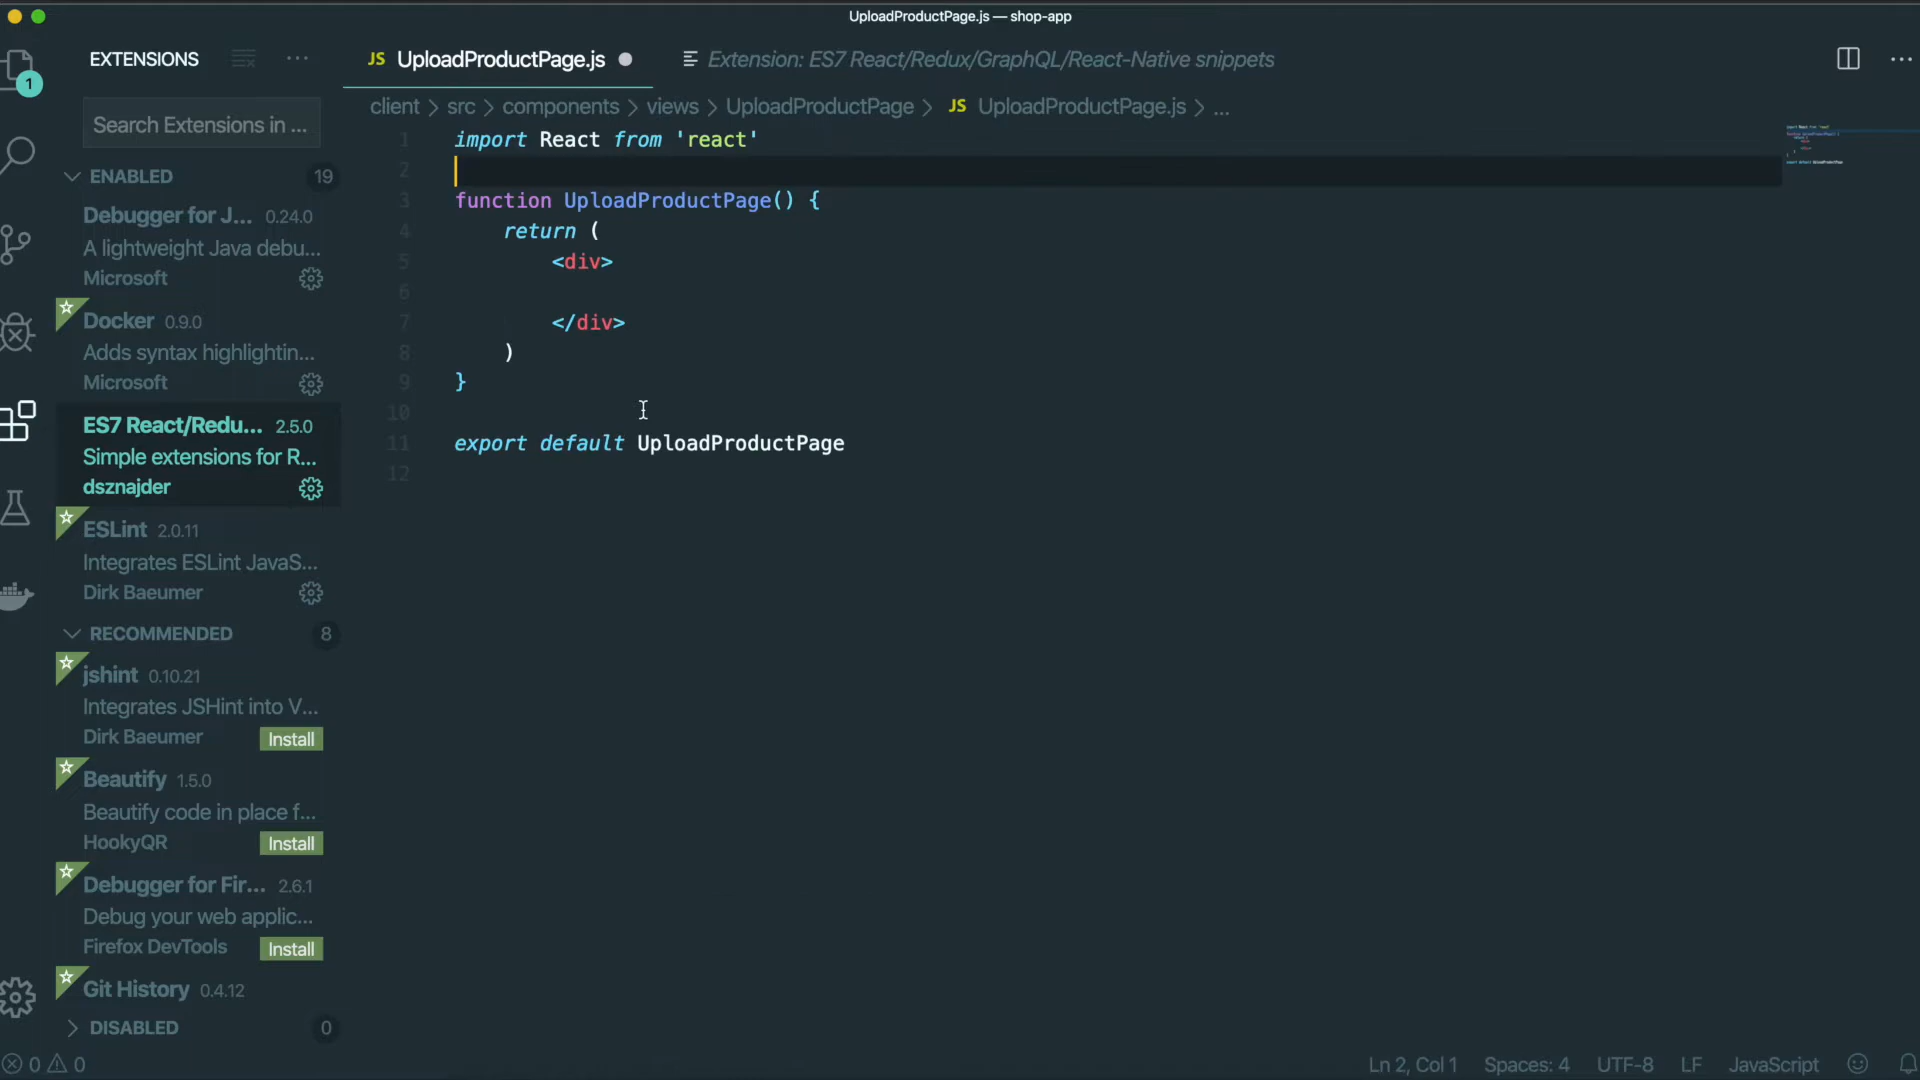 UploadProductPage.js — shop-app
EXTENSIONS
1
Search Extensions in ...
ENABLED 19
Debugger for J... 0.24.0
A lightweight Java debu...
Microsoft
Docker 0.9.0
Adds syntax highlightin...
Microsoft
ES7 React/Redu... 2.5.0
Simple extensions for R...
dsznajder
ESLint 2.0.11
Integrates ESLint JavaS...
Dirk Baeumer
RECOMMENDED 8
jshint 0.10.21
Integrates JSHint into V...
Dirk Baeumer Install
Beautify 1.5.0
Beautify code in place f...
HookyQR Install
Debugger for Fir... 2.6.1
Debug your web applic...
Firefox DevTools Install
Git History 0.4.12
DISABLED 0
JS UploadProductPage.js
Extension: ES7 React/Redux/GraphQL/React-Native snippets
client > src > components > views > UploadProductPage > JS UploadProductPage.js > ...
1 import React from 'react'
2
3 function UploadProductPage() {
4 return (
5 <div>
6
7 </div>
8 )
9 }
10
11 export default UploadProductPage
12
0 0
Ln 2, Col 1 Spaces: 4 UTF-8 LF JavaScript